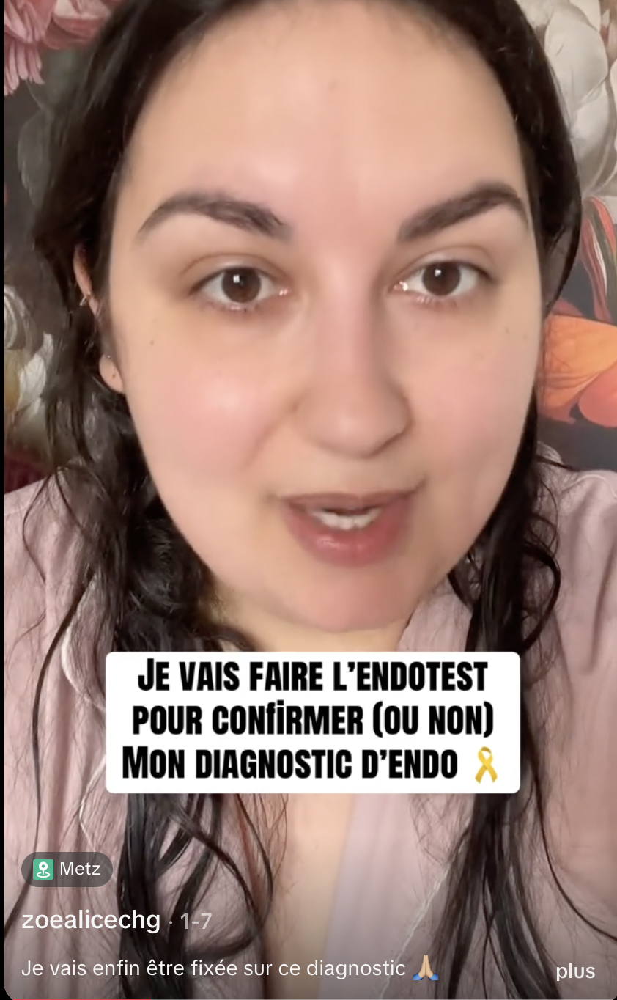 Je vais faire l’endotest
pour confirmer (ou non)
Mon diagnostic d’endo 🎗
Metz
zoealicechg · 1-7
Je vais enfin être fixée sur ce diagnostic 🙏🏼 plus